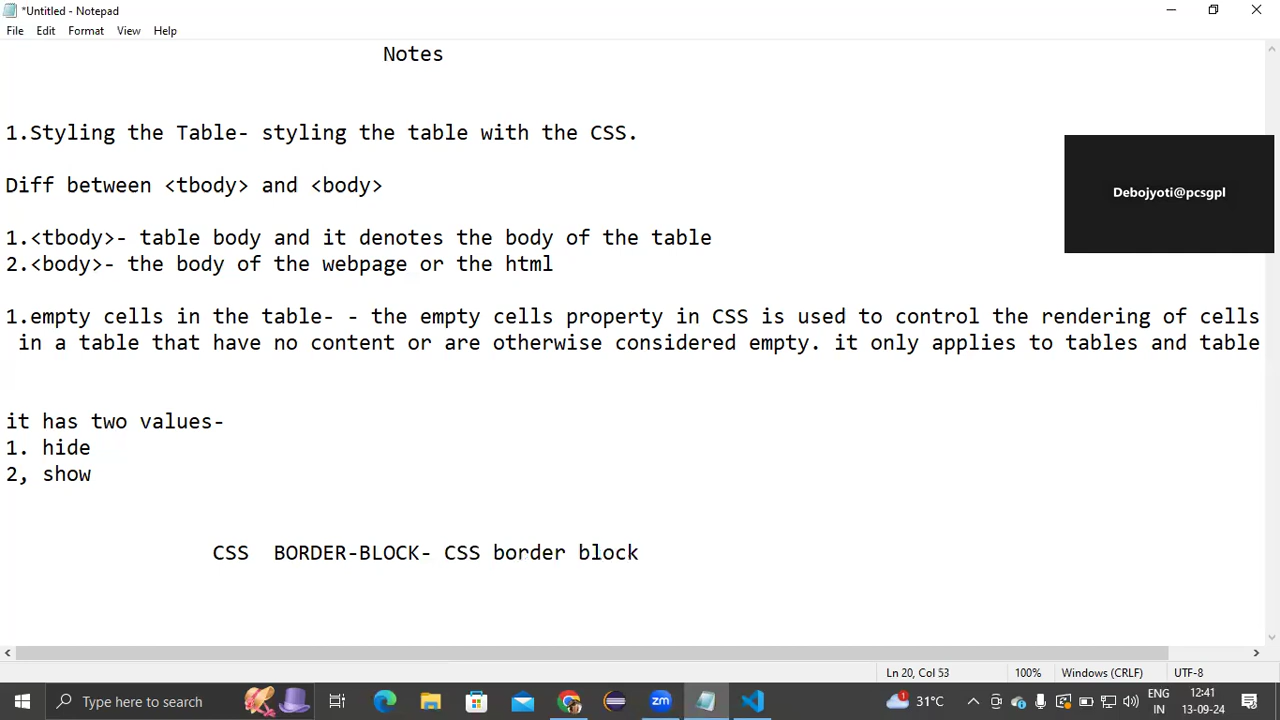 *Untitled - Notepad
File Edit Format View Help
Notes
1.Styling the Table- styling the table with the CSS.
Diff between <tbody> and <body>
1.<tbody>- table body and it denotes the body of the table
2.<body>- the body of the webpage or the html
1.empty cells in the table- - the empty cells property in CSS is used to control the rendering of cells
in a table that have no content or are otherwise considered empty. it only applies to tables and table
it has two values-
1. hide
2, show
CSS  BORDER-BLOCK- CSS border block
Debojyoti@pcsgpl
Ln 20, Col 53 100% Windows (CRLF) UTF-8
Type here to search
zm
1
31°C
ENG
IN
12:41
13-09-24